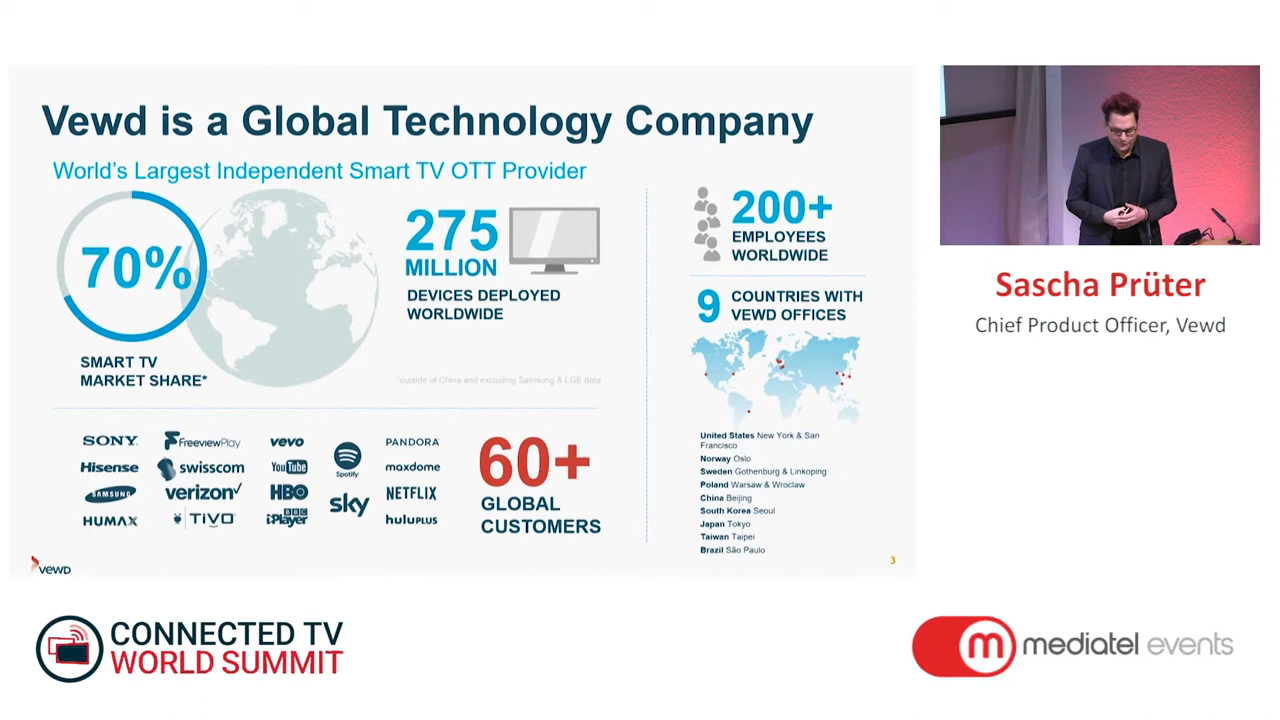 Vewd is a Global Technology Company
World's Largest Independent Smart TV OTT Provider
70%
SMART TV
MARKET SHARE*
275
MILLION
DEVICES DEPLOYED
WORLDWIDE
*outside of China and excluding Samsung & LGE data
SONY
Hisense
SAMSUNG
HUMAX
FreeviewPlay
swisscom
verizon✓
TiVO
vevo
YouTube
HBO
BBC
iPlayer
Spotify
sky
PANDORA
maxdome
NETFLIX
huluPLUS
60+
GLOBAL
CUSTOMERS
200+
EMPLOYEES
WORLDWIDE
9
COUNTRIES WITH
VEWD OFFICES
United States New York & San
Francisco
Norway Oslo
Sweden Gothenburg & Linkoping
Poland Warsaw & Wroclaw
China Beijing
South Korea Seoul
Japan Tokyo
Taiwan Taipei
Brazil São Paulo
vewd
3
Sascha Prüter
Chief Product Officer, Vewd
CONNECTED TV
WORLD SUMMIT
m
mediatel events